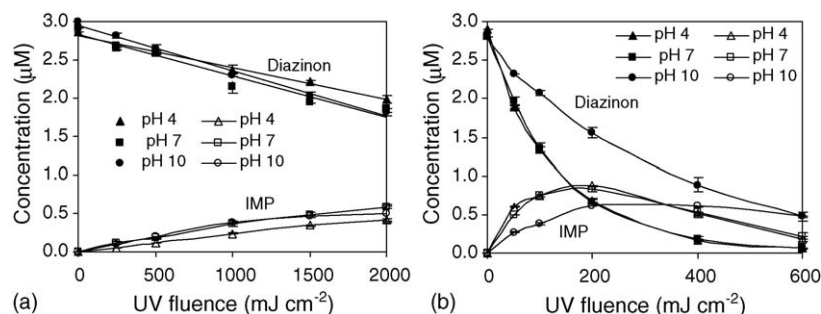 Concentration (μM)
3.0
2.5
2.0
1.5
1.0
0.5
0.0
Diazinon
pH 4 pH 4
pH 7 pH 7
pH 10 pH 10
IMP
0 500 1000 1500 2000
(a) UV fluence (mJ cm-2)
Concentration (μM)
3.0
2.5
2.0
1.5
1.0
0.5
0.0
pH 4 pH 4
pH 7 pH 7
pH 10 pH 10
Diazinon
IMP
0 200 400 600
(b) UV fluence (mJ cm-2)